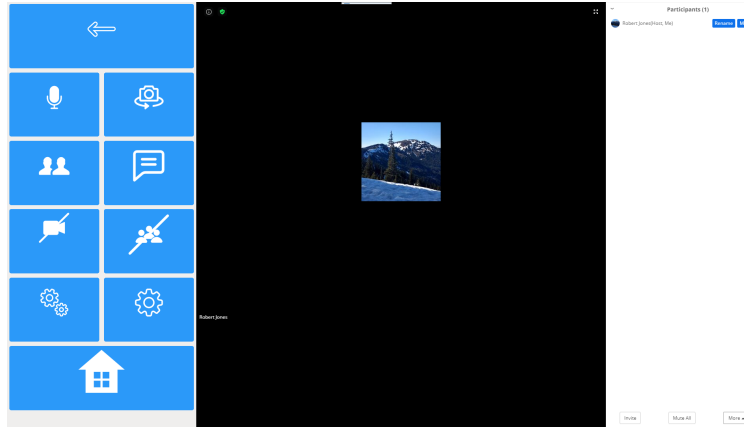 Participants (1)
Robert Jones(Host, Me)
Rename
Robert Jones
Invite
Mute All
More